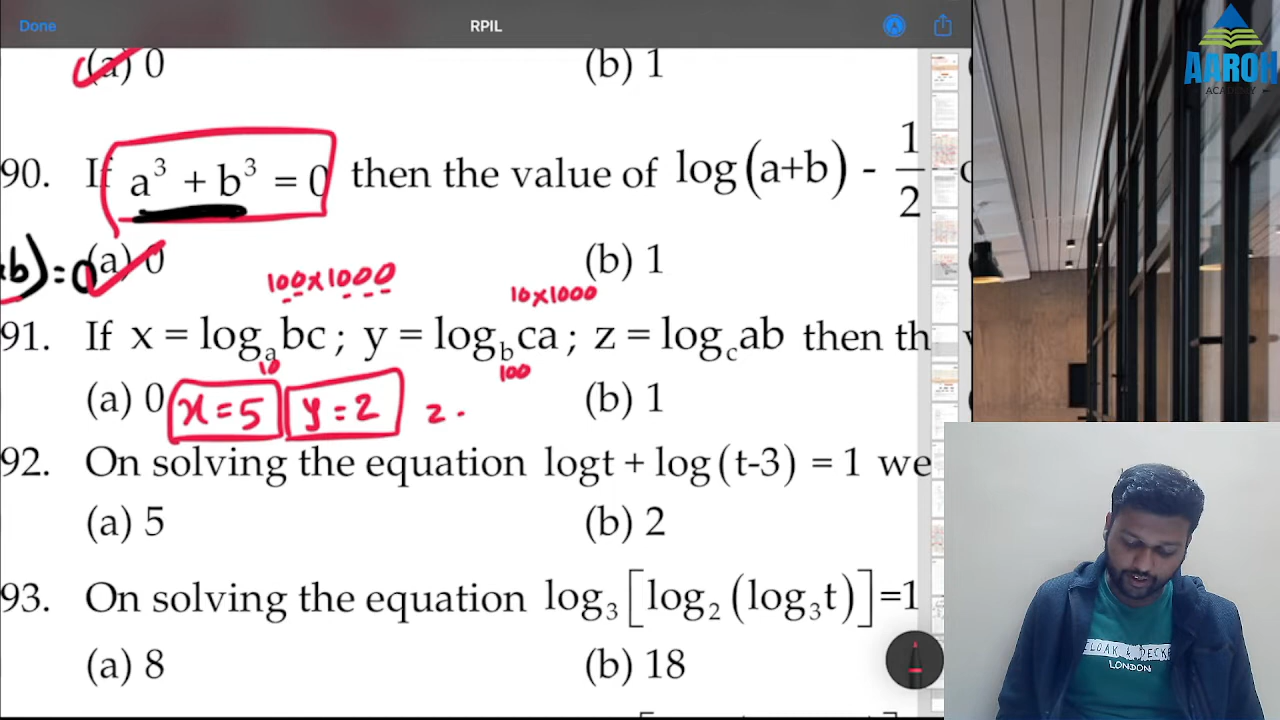 Done
RPIL
AAROH
ACADEMY
(a) 0 (b) 1
90. If a³ + b³ = 0 then the value of log(a+b) - 1/2
b) = 0 (a) 0 (b) 1
100×1000
10×1000
91. If x = logₐbc ; y = log_b ca ; z = log_c ab then th
10
100
(a) 0 x = 5 y = 2 z (b) 1
92. On solving the equation logt + log(t-3) = 1 we
(a) 5 (b) 2
93. On solving the equation log₃[log₂(log₃t)]=1
(a) 8 (b) 18
LONDON